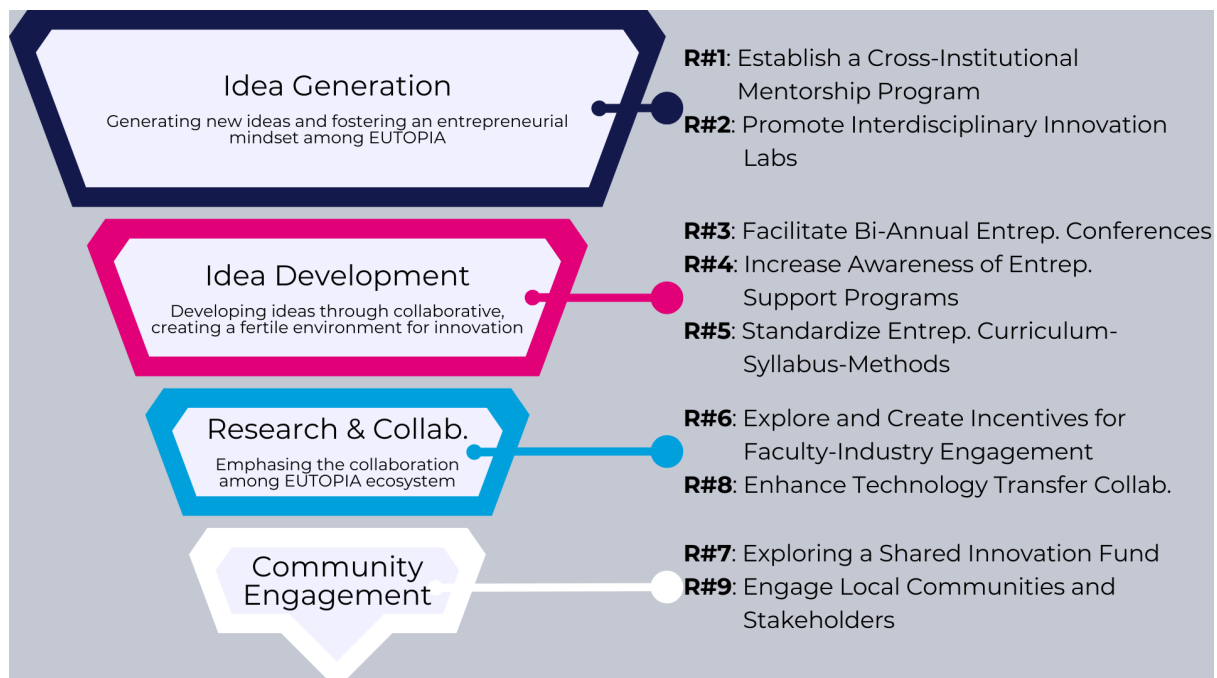 Idea Generation
Generating new ideas and fostering an entrepreneurial
mindset among EUTOPIA
R#1: Establish a Cross-Institutional
Mentorship Program
R#2: Promote Interdisciplinary Innovation
Labs
Idea Development
Developing ideas through collaborative,
creating a fertile environment for innovation
R#3: Facilitate Bi-Annual Entrep. Conferences
R#4: Increase Awareness of Entrep.
Support Programs
R#5: Standardize Entrep. Curriculum-
Syllabus-Methods
Research & Collab.
Emphasing the collaboration
among EUTOPIA ecosystem
R#6: Explore and Create Incentives for
Faculty-Industry Engagement
R#8: Enhance Technology Transfer Collab.
Community
Engagement
R#7: Exploring a Shared Innovation Fund
R#9: Engage Local Communities and
Stakeholders